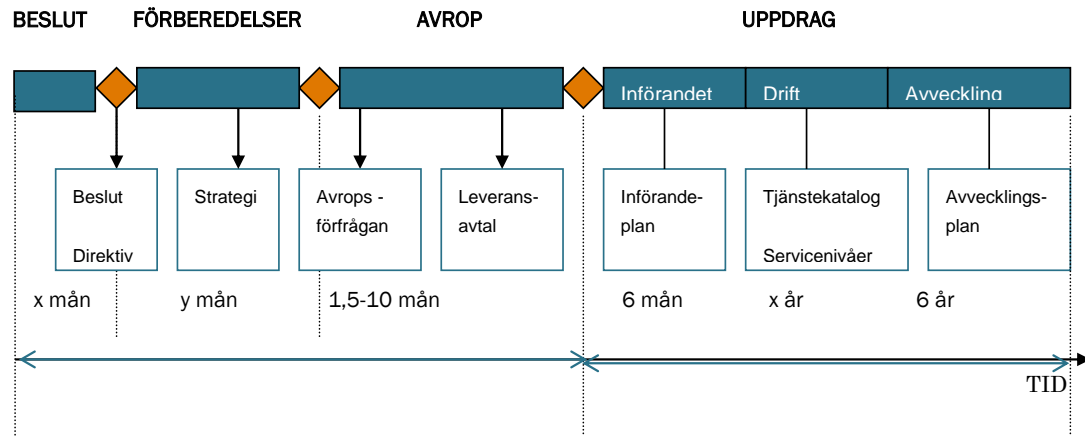 BESLUT FÖRBEREDELSER AVROP UPPDRAG
Införandet Drift Avveckling
Beslut
Direktiv
Strategi
Avrops -
förfrågan
Leverans-
avtal
Införande-
plan
Tjänstekatalog
Servicenivåer
Avvecklings-
plan
x mån y mån 1,5-10 mån 6 mån x år 6 år
TID